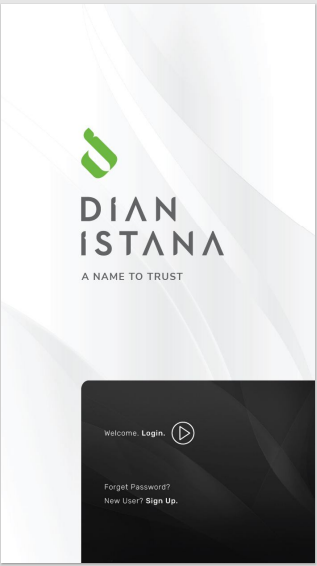 DIAN
ISTANA
A NAME TO TRUST
Welcome. Login.
Forget Password?
New User? Sign Up.